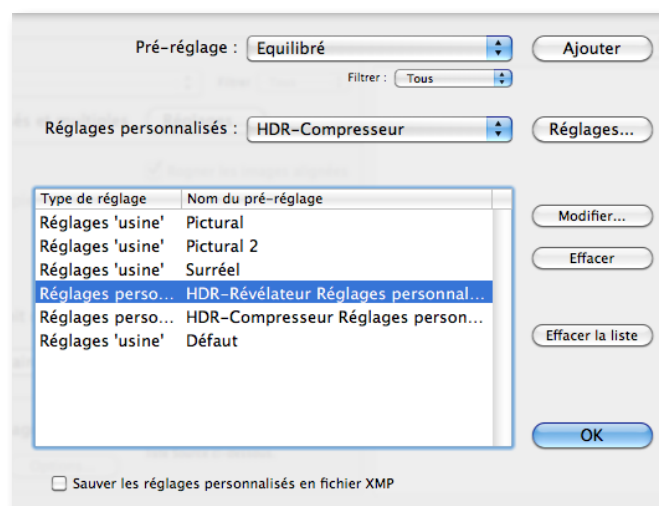 Pré-réglage : Equilibré Ajouter
Filtrer : Tous
Réglages personnalisés : HDR-Compresseur Réglages...
Type de réglage Nom du pré-réglage
Réglages 'usine' Pictural Modifier...
Réglages 'usine' Pictural 2
Réglages 'usine' Surréel Effacer
Réglages perso... HDR-Révélateur Réglages personnal...
Réglages perso... HDR-Compresseur Réglages person...
Réglages 'usine' Défaut Effacer la liste
OK
Sauver les réglages personnalisés en fichier XMP